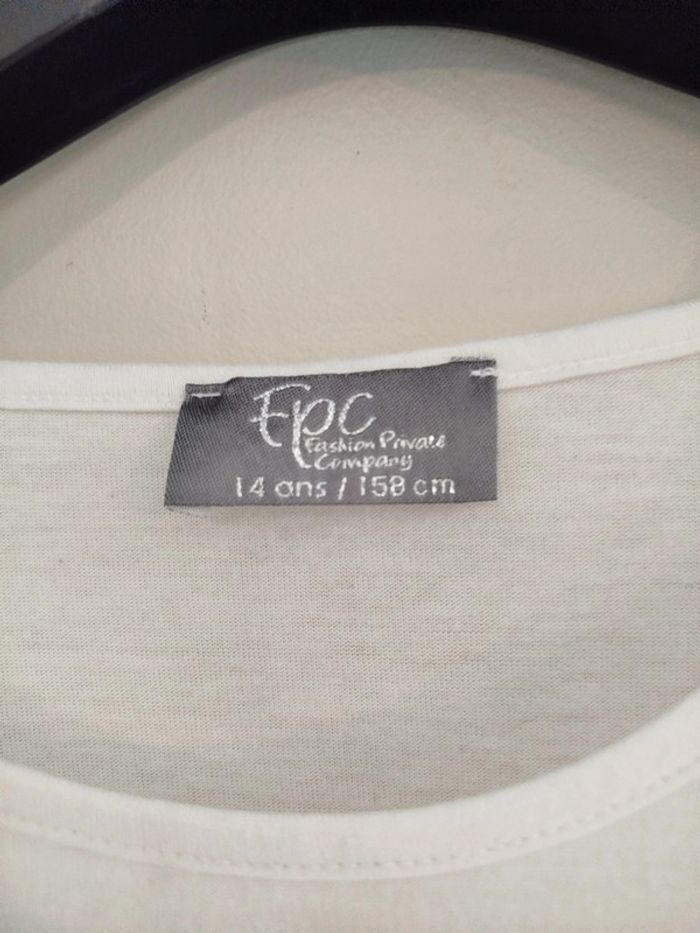 Fpc
Fashion Private
Company
14 ans / 158 cm